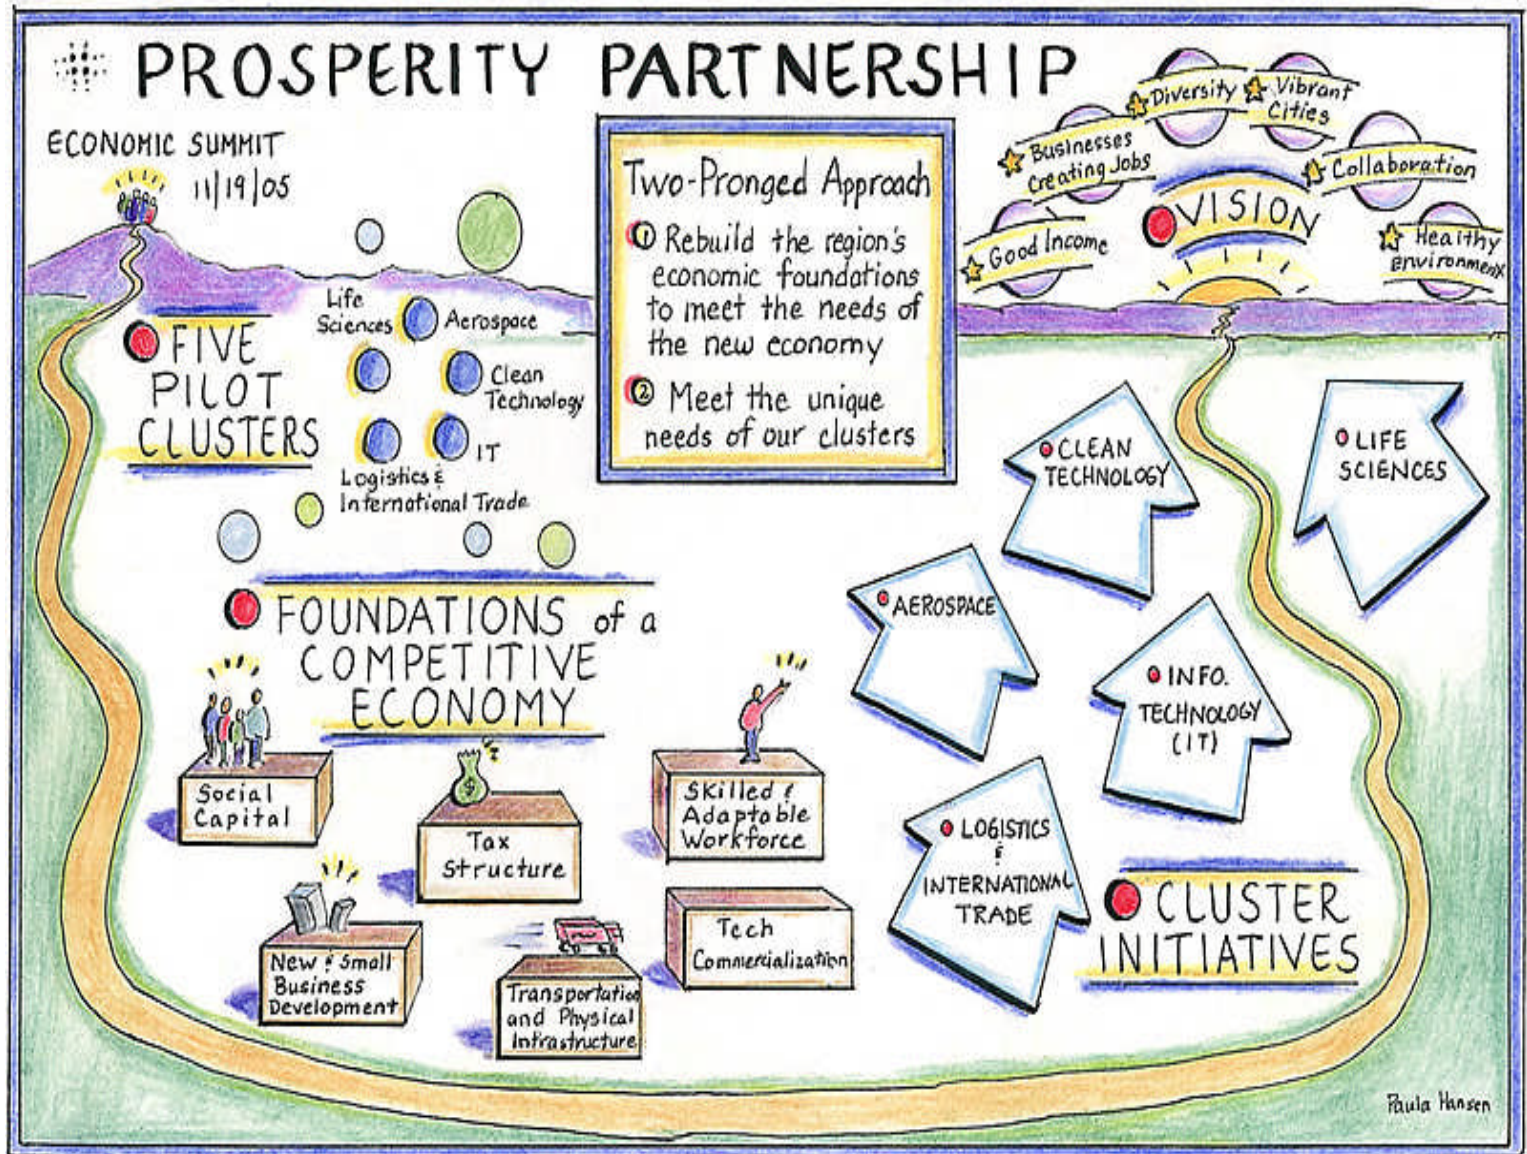 PROSPERITY PARTNERSHIP
ECONOMIC SUMMIT
11/19/05
Two-Pronged Approach
1 Rebuild the region's
economic foundations
to meet the needs of
the new economy
2 Meet the unique
needs of our clusters
VISION
Good Income
Businesses
Creating Jobs
Diversity
Vibrant
Cities
Collaboration
Healthy
Environment
FIVE
PILOT
CLUSTERS
Life
Sciences
Aerospace
Clean
Technology
IT
Logistics &
International Trade
FOUNDATIONS of a
COMPETITIVE
ECONOMY
Social
Capital
Tax
Structure
Skilled &
Adaptable
Workforce
New & Small
Business
Development
Transportation
and Physical
Infrastructure
Tech
Commercialization
CLEAN
TECHNOLOGY
LIFE
SCIENCES
AEROSPACE
INFO.
TECHNOLOGY
(IT)
LOGISTICS
&
INTERNATIONAL
TRADE
CLUSTER
INITIATIVES
Paula Hansen